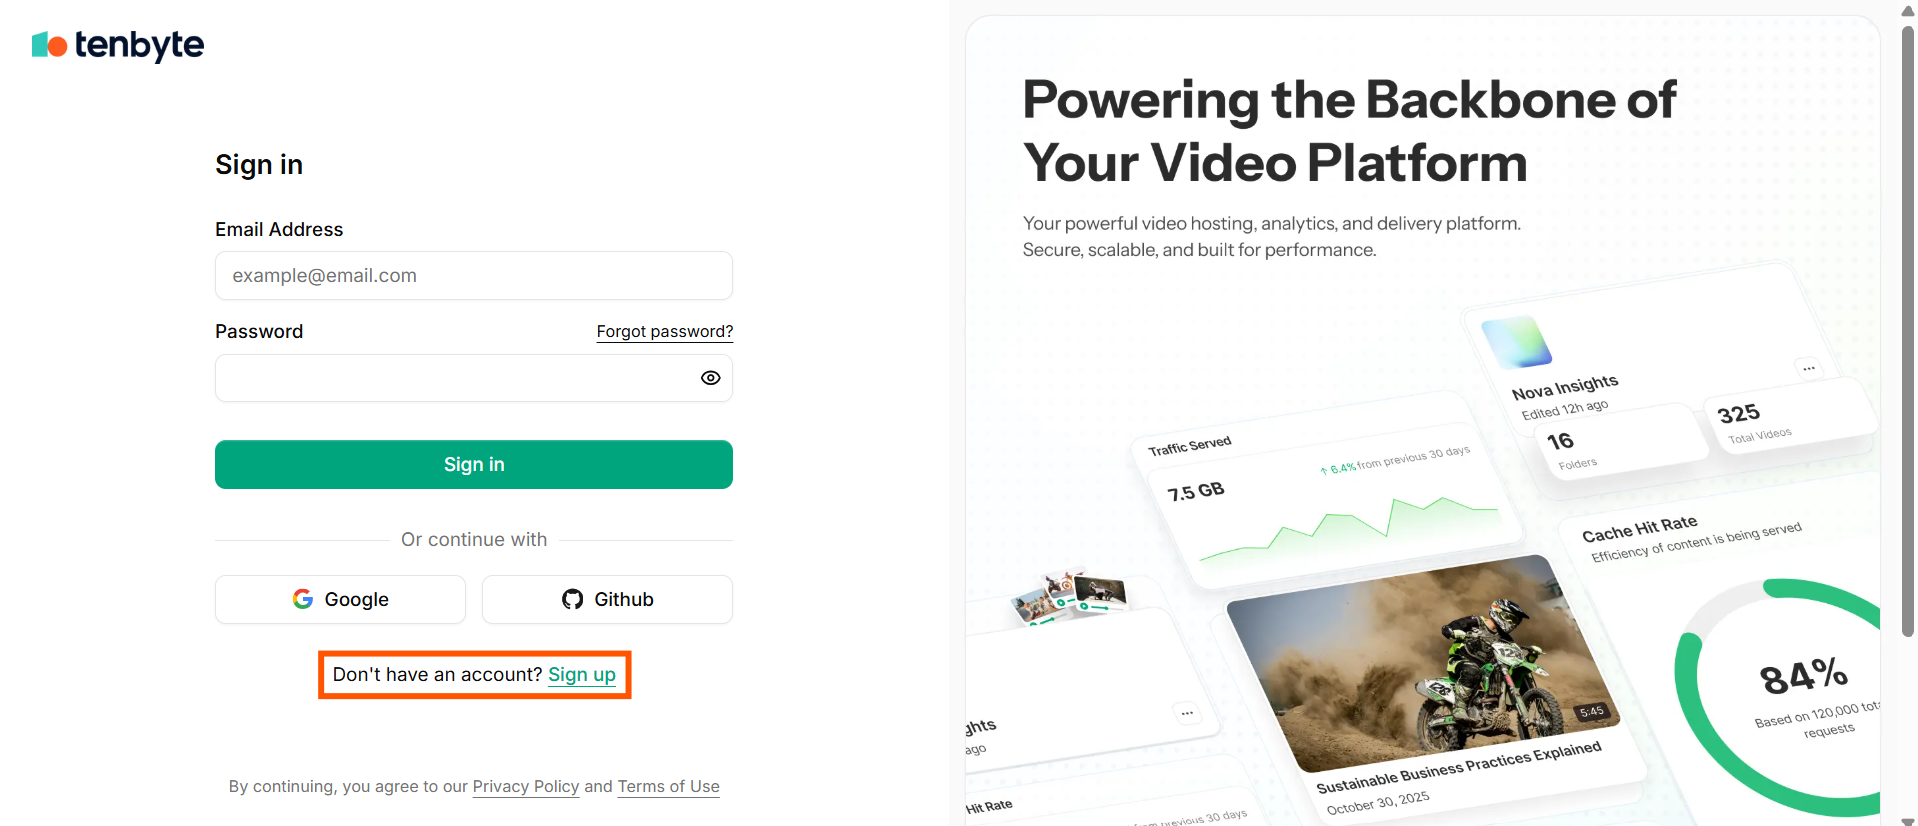 tenbyte
Sign in
Email Address
example@email.com
Password
Forgot password?
Sign in
Or continue with
Google
Github
Don't have an account? Sign up
By continuing, you agree to our Privacy Policy and Terms of Use
Powering the Backbone of
Your Video Platform
Your powerful video hosting, analytics, and delivery platform.
Secure, scalable, and built for performance.
Nova Insights
Edited 12h ago
16
Folders
325
Total Videos
Traffic Served
7.5 GB
↑ 6.4% from previous 30 days
Cache Hit Rate
Efficiency of content is being served
84%
Based on 120,000
requests
128
128
5:45
Sustainable Business Practices Explained
October 30, 2025
ago
Hit Rate
previous 30 days